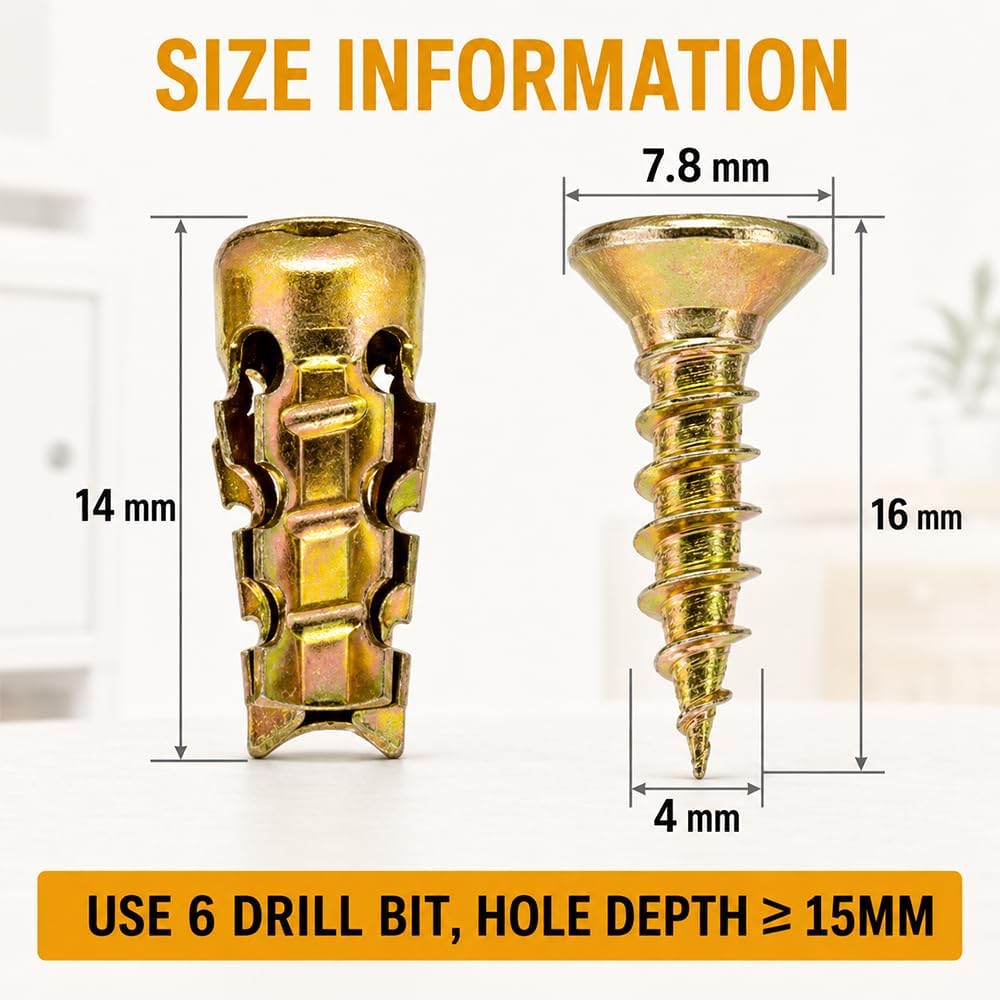 SIZE INFORMATION
7.8 mm
14 mm
16 mm
4 mm
USE 6 DRILL BIT, HOLE DEPTH ≥ 15MM